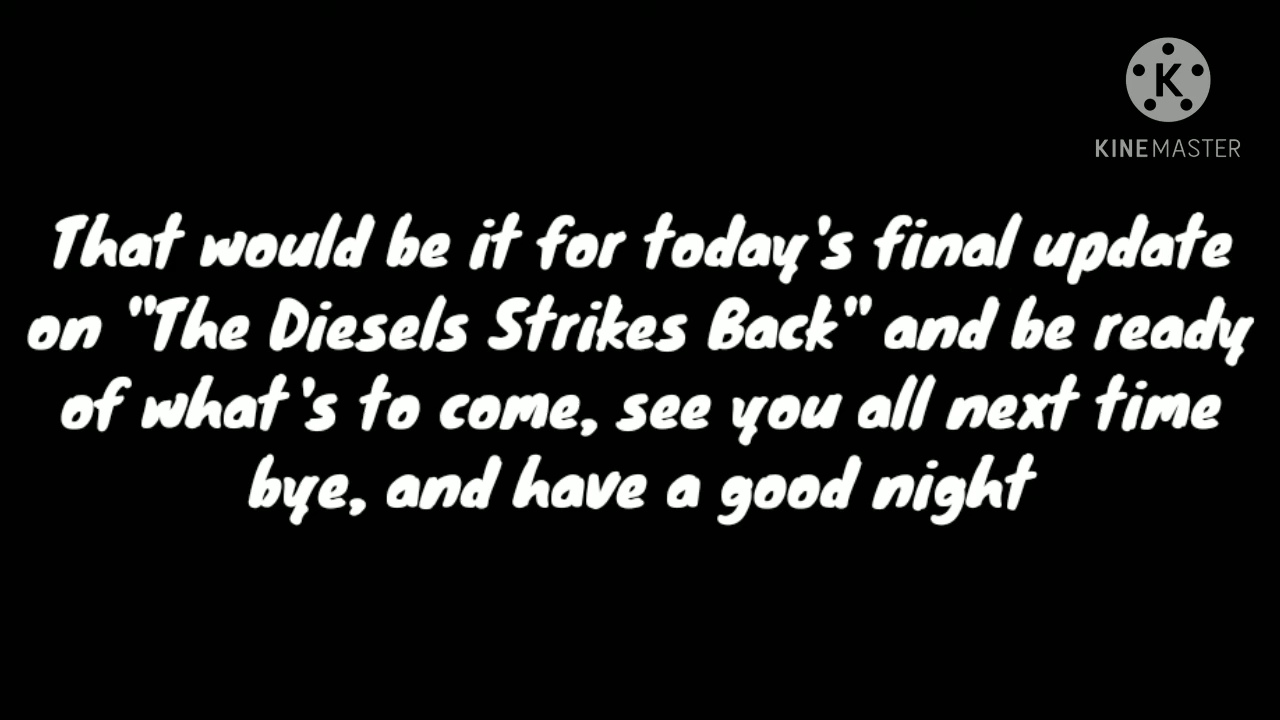 K
KINEMASTER
That would be it for today's final update
on "The Diesels Strikes Back" and be ready
of what's to come, see you all next time
bye, and have a good night